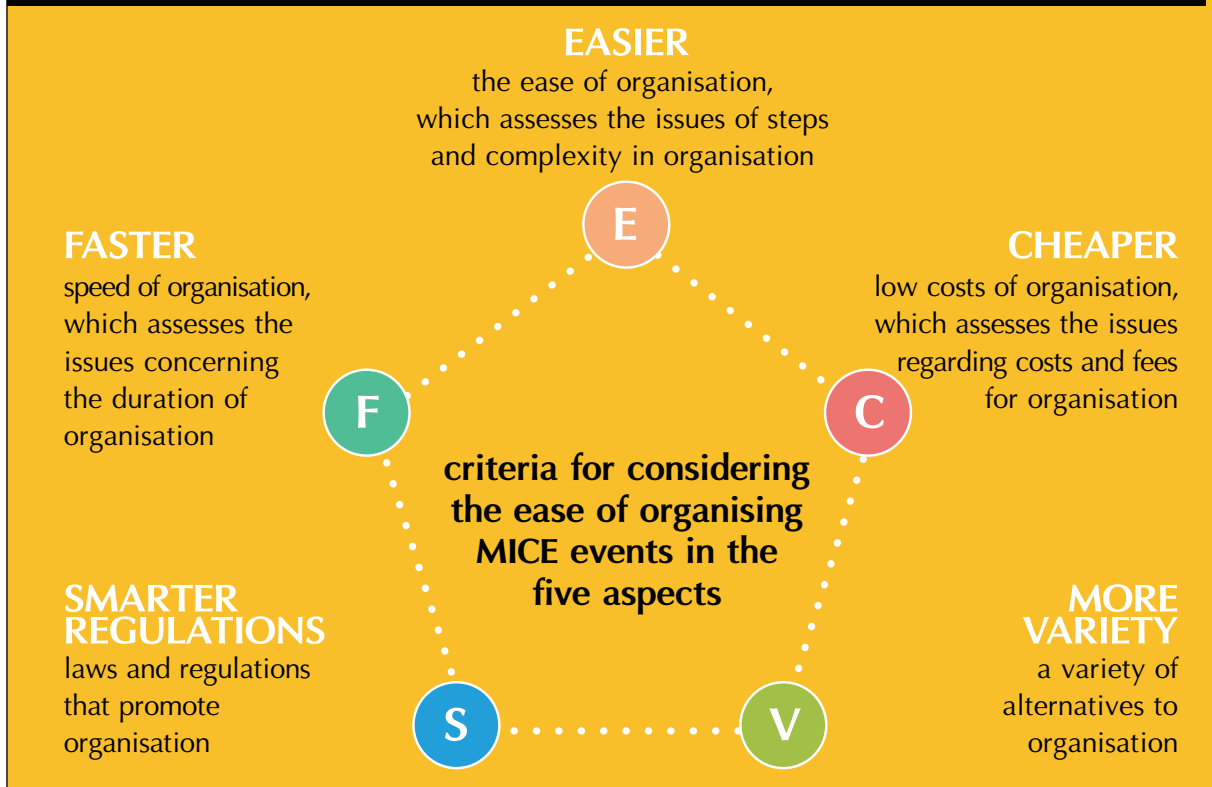 EASIER
the ease of organisation,
which assesses the issues of steps
and complexity in organisation
E
FASTER
speed of organisation,
which assesses the
issues concerning
the duration of
organisation
F
CHEAPER
low costs of organisation,
which assesses the issues
regarding costs and fees
for organisation
C
criteria for considering
the ease of organising
MICE events in the
five aspects
SMARTER
REGULATIONS
laws and regulations
that promote
organisation
S
MORE
VARIETY
a variety of
alternatives to
organisation
V